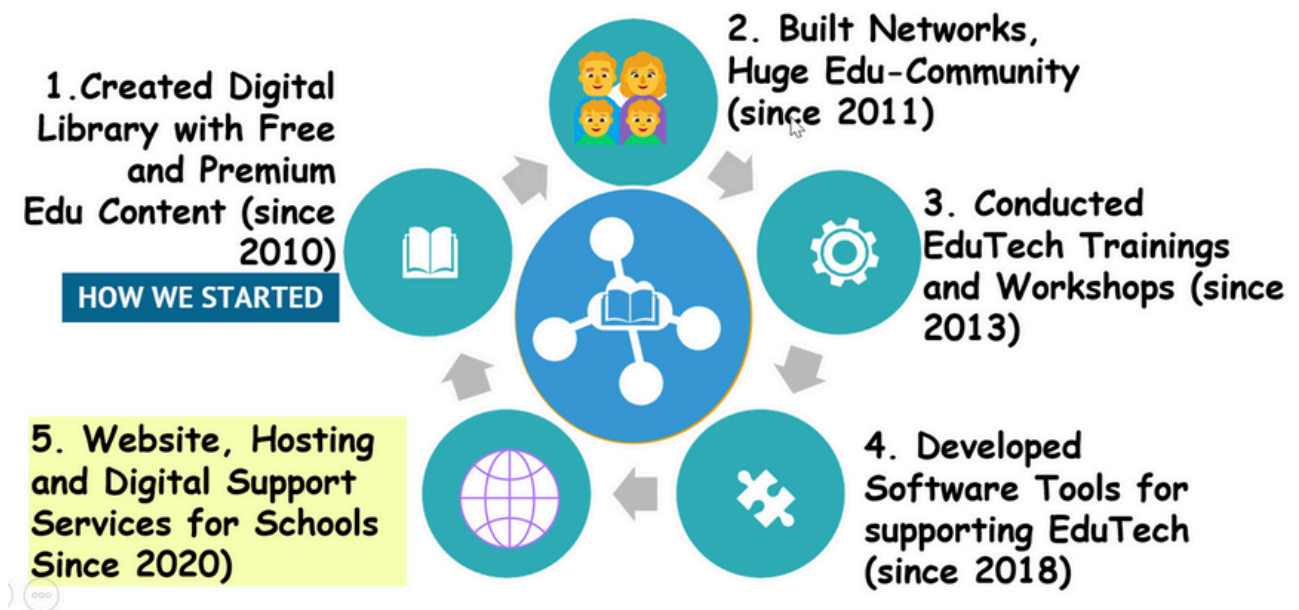 1.Created Digital
Library with Free
and Premium
Edu Content (since
2010)
HOW WE STARTED
2. Built Networks,
Huge Edu-Community
(since 2011)
3. Conducted
EduTech Trainings
and Workshops (since
2013)
4. Developed
Software Tools for
supporting EduTech
(since 2018)
5. Website, Hosting
and Digital Support
Services for Schools
Since 2020)